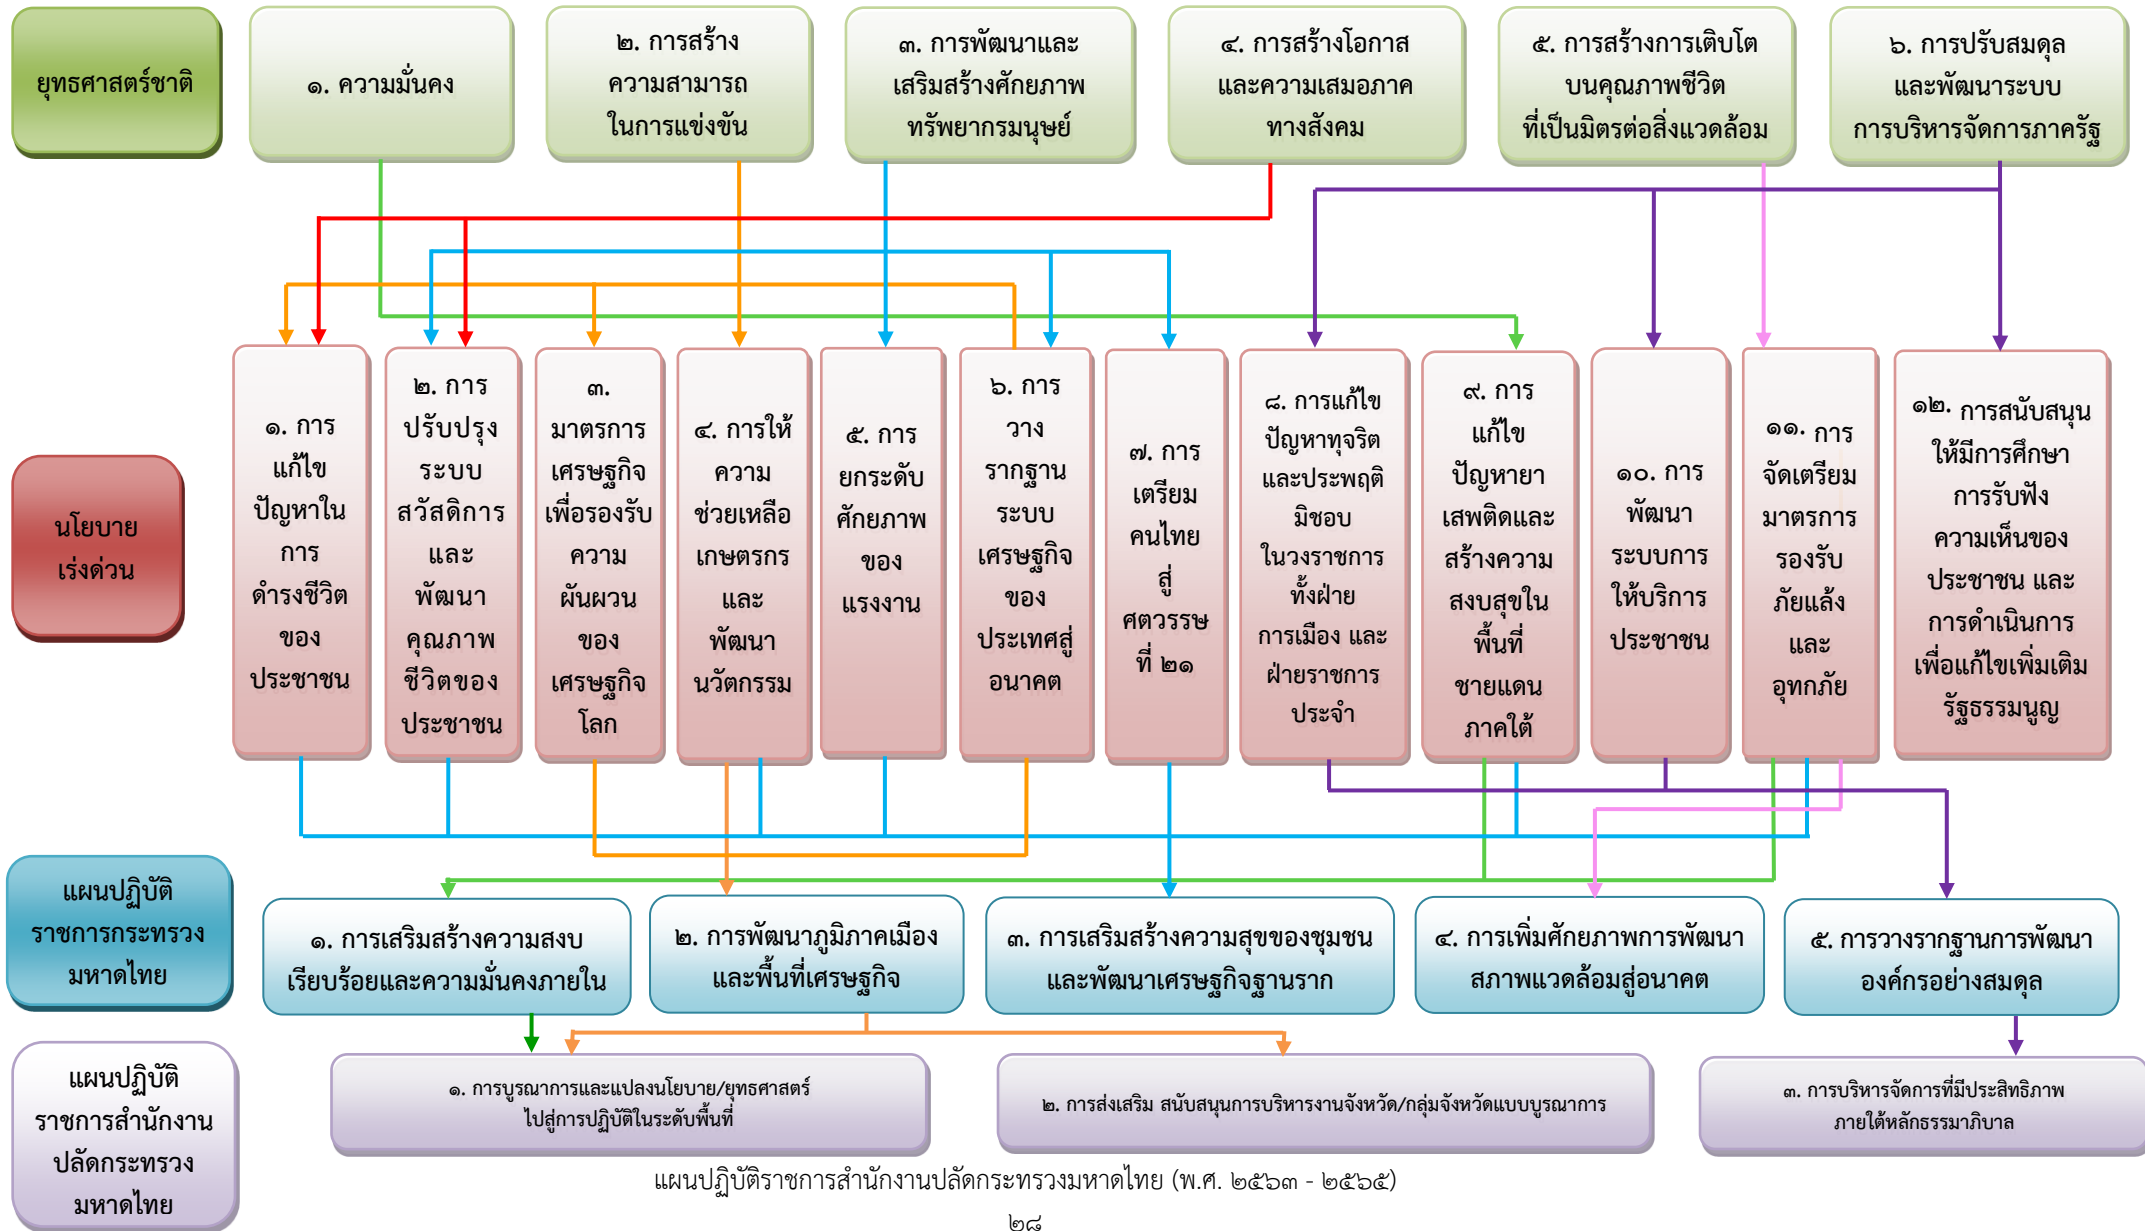 ยุทธศาสตร์ชาติ
๑. ความมั่นคง
๒. การสร้าง
ความสามารถ
ในการแข่งขัน
๓. การพัฒนาและ
เสริมสร้างศักยภาพ
ทรัพยากรมนุษย์
๔. การสร้างโอกาส
และความเสมอภาค
ทางสังคม
๕. การสร้างการเติบโต
บนคุณภาพชีวิต
ที่เป็นมิตรต่อสิ่งแวดล้อม
๖. การปรับสมดุล
และพัฒนาระบบ
การบริหารจัดการภาครัฐ
นโยบาย
เร่งด่วน
๑. การ
แก้ไข
ปัญหาใน
การ
ดำรงชีวิต
ของ
ประชาชน
๒. การ
ปรับปรุง
ระบบ
สวัสดิการ
และ
พัฒนา
คุณภาพ
ชีวิตของ
ประชาชน
๓.
มาตรการ
เศรษฐกิจ
เพื่อรองรับ
ความ
ผันผวน
ของ
เศรษฐกิจ
โลก
๔. การให้
ความ
ช่วยเหลือ
เกษตรกร
และ
พัฒนา
นวัตกรรม
๕. การ
ยกระดับ
ศักยภาพ
ของ
แรงงาน
๖. การ
วาง
รากฐาน
ระบบ
เศรษฐกิจ
ของ
ประเทศสู่
อนาคต
๗. การ
เตรียม
คนไทย
สู่
ศตวรรษ
ที่ ๒๑
๘. การแก้ไข
ปัญหาทุจริต
และประพฤติ
มิชอบ
ในวงราชการ
ทั้งฝ่าย
การเมือง และ
ฝ่ายราชการ
ประจำ
๙. การ
แก้ไข
ปัญหายา
เสพติดและ
สร้างความ
สงบสุขใน
พื้นที่
ชายแดน
ภาคใต้
๑๐. การ
พัฒนา
ระบบการ
ให้บริการ
ประชาชน
๑๑. การ
จัดเตรียม
มาตรการ
รองรับ
ภัยแล้ง
และ
อุทกภัย
๑๒. การสนับสนุน
ให้มีการศึกษา
การรับฟัง
ความเห็นของ
ประชาชน และ
การดำเนินการ
เพื่อแก้ไขเพิ่มเติม
รัฐธรรมนูญ
แผนปฏิบัติ
ราชการกระทรวง
มหาดไทย
๑. การเสริมสร้างความสงบ
เรียบร้อยและความมั่นคงภายใน
๒. การพัฒนาภูมิภาคเมือง
และพื้นที่เศรษฐกิจ
๓. การเสริมสร้างความสุขของชุมชน
และพัฒนาเศรษฐกิจฐานราก
๔. การเพิ่มศักยภาพการพัฒนา
สภาพแวดล้อมสู่อนาคต
๕. การวางรากฐานการพัฒนา
องค์กรอย่างสมดุล
แผนปฏิบัติ
ราชการสำนักงาน
ปลัดกระทรวง
มหาดไทย
๑. การบูรณาการและแปลงนโยบาย/ยุทธศาสตร์
ไปสู่การปฏิบัติในระดับพื้นที่
๒. การส่งเสริม สนับสนุนการบริหารงานจังหวัด/กลุ่มจังหวัดแบบบูรณาการ
๓. การบริหารจัดการที่มีประสิทธิภาพ
ภายใต้หลักธรรมาภิบาล
แผนปฏิบัติราชการสำนักงานปลัดกระทรวงมหาดไทย (พ.ศ. ๒๕๖๓ - ๒๕๖๕)
๒๘